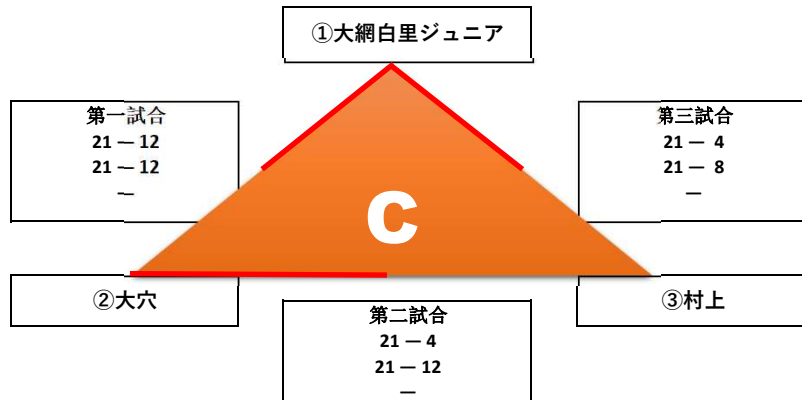 ①大網白里ジュニア
第一試合
21 — 12
21 — 12
—
第三試合
21 — 4
21 — 8
—
C
②大穴
③村上
第二試合
21 — 4
21 — 12
—